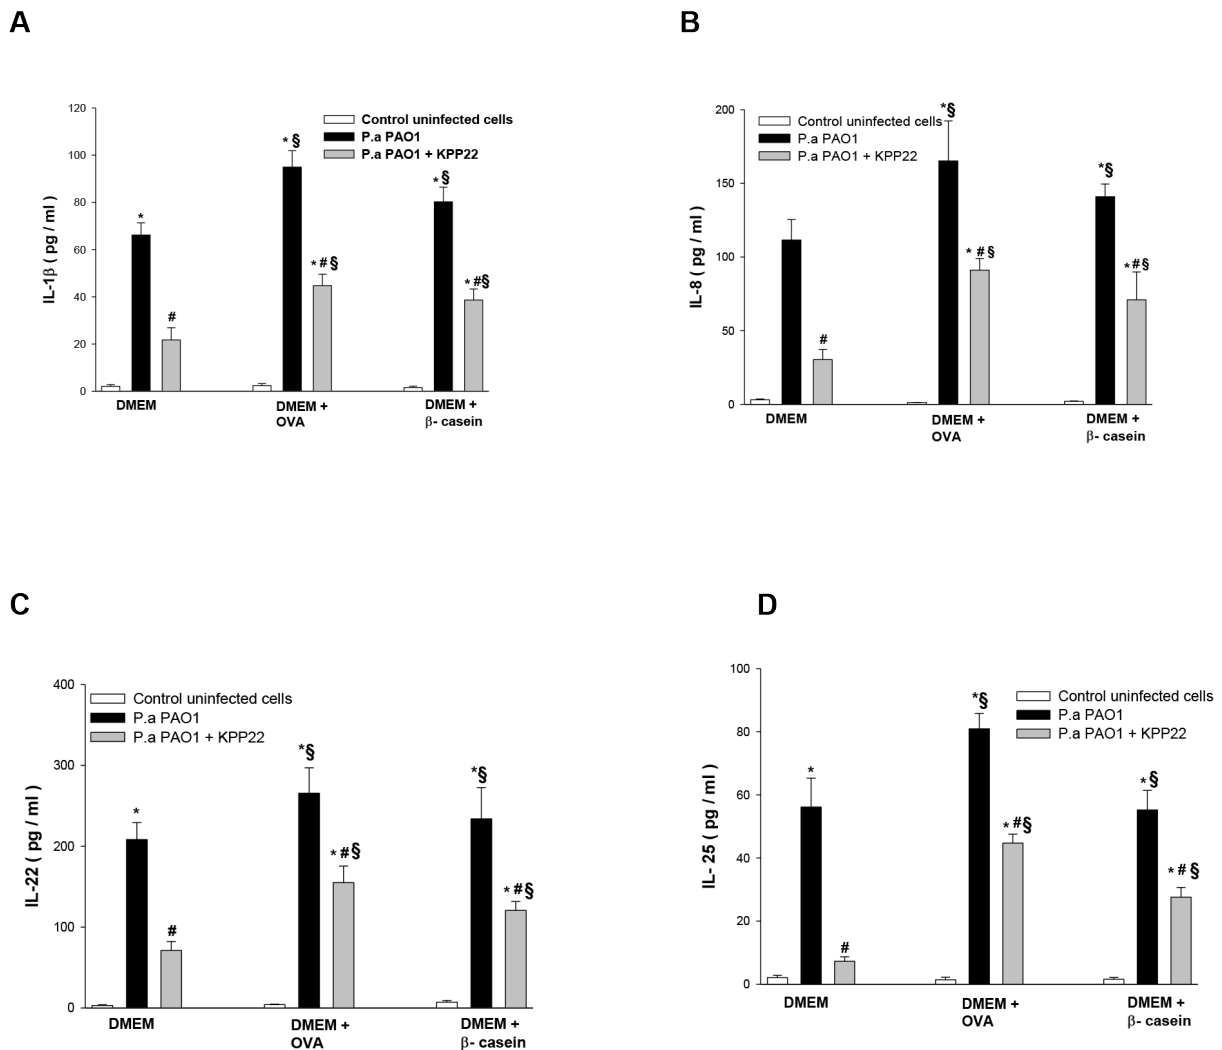 A
120
100
80
60
40
20
0
IL-1β ( pg / ml )
Control uninfected cells
P.a PAO1
P.a PAO1 + KPP22
*
#
* §
* # §
* §
* #§
DMEM
DMEM +
OVA
DMEM +
β- casein
B
200
150
100
50
0
IL-8 ( pg / ml )
Control uninfected cells
P.a PAO1
P.a PAO1 + KPP22
#
*§
* #§
*§
*#§
DMEM
DMEM +
OVA
DMEM +
β- casein
C
400
300
200
100
0
IL-22 ( pg / ml )
Control uninfected cells
P.a PAO1
P.a PAO1 + KPP22
*
#
*§
* #§
*§
* #§
DMEM
DMEM +
OVA
DMEM +
β- casein
D
100
80
60
40
20
0
IL- 25 ( pg / ml )
Control uninfected cells
P.a PAO1
P.a PAO1 + KPP22
*
#
*§
* #§
* §
* # §
DMEM
DMEM +
OVA
DMEM +
β- casein